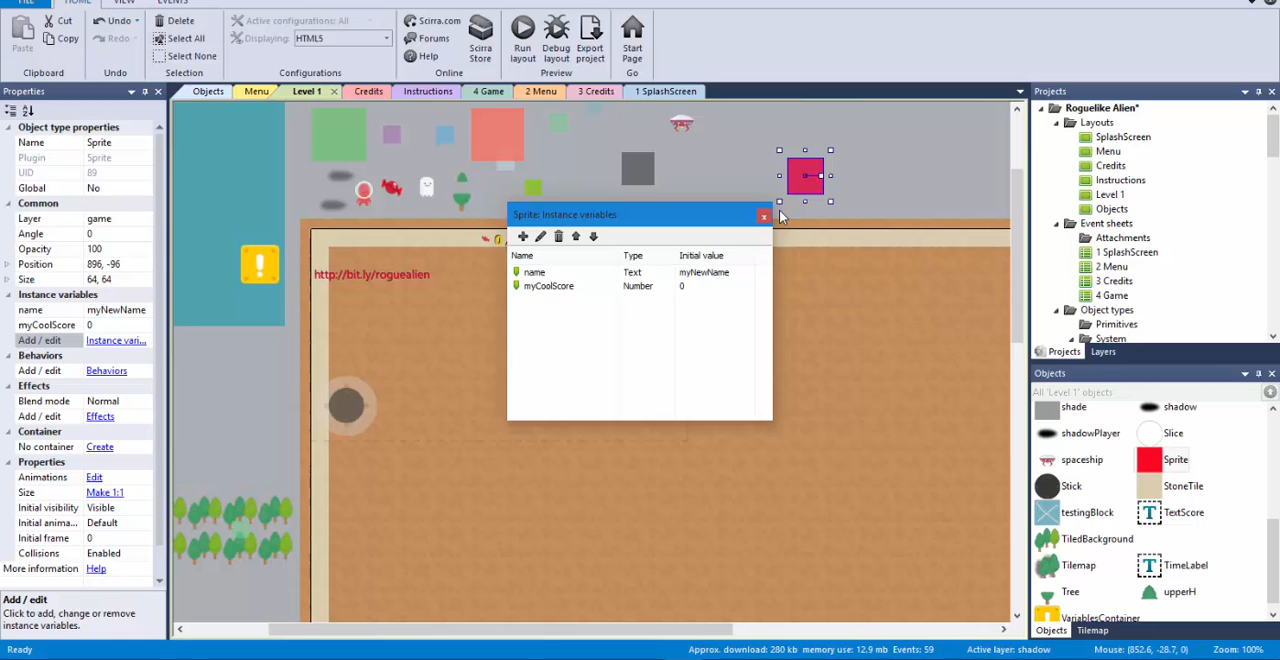 FILE HOME VIEW EVENTS
Paste
Cut
Copy
Clipboard
Undo
Redo
Undo
Delete
Select All
Select None
Selection
Active configurations: All
Displaying: HTML5
Configurations
Scirra.com
Forums
Help
Scirra
Store
Online
Run
layout
Debug
layout
Export
project
Preview
Start
Page
Go
Properties
Objects
Menu
Level 1
Credits
Instructions
4 Game
2 Menu
3 Credits
1 SplashScreen
Projects
Object type properties
Name Sprite
Plugin Sprite
UID 89
Global No
Common
Layer game
Angle 0
Opacity 100
Position 896, -96
Size 64, 64
Instance variables
name myNewName
myCoolScore 0
Add / edit Instance vari...
Behaviors
Add / edit Behaviors
Effects
Blend mode Normal
Add / edit Effects
Container
No container Create
Properties
Animations Edit
Size Make 1:1
Initial visibility Visible
Initial anima... Default
Initial frame 0
Collisions Enabled
More information Help
Add / edit
Click to add, change or remove
instance variables.
http://bit.ly/roguealien
Sprite: Instance variables
Name Type Initial value
name Text myNewName
myCoolScore Number 0
Roguelike Alien*
Layouts
SplashScreen
Menu
Credits
Instructions
Level 1
Objects
Event sheets
Attachments
1 SplashScreen
2 Menu
3 Credits
4 Game
Object types
Primitives
System
Projects Layers
Objects
All 'Level 1' objects
shade shadow
shadowPlayer Slice
spaceship Sprite
Stick StoneTile
testingBlock TextScore
TiledBackground
Tilemap TimeLabel
Tree upperH
VariablesContainer
Objects Tilemap
Ready
Approx. download: 280 kb
memory use: 12.9 mb
Events: 59
Active layer: shadow
Mouse: (852.6, -28.7, 0)
Zoom: 100%